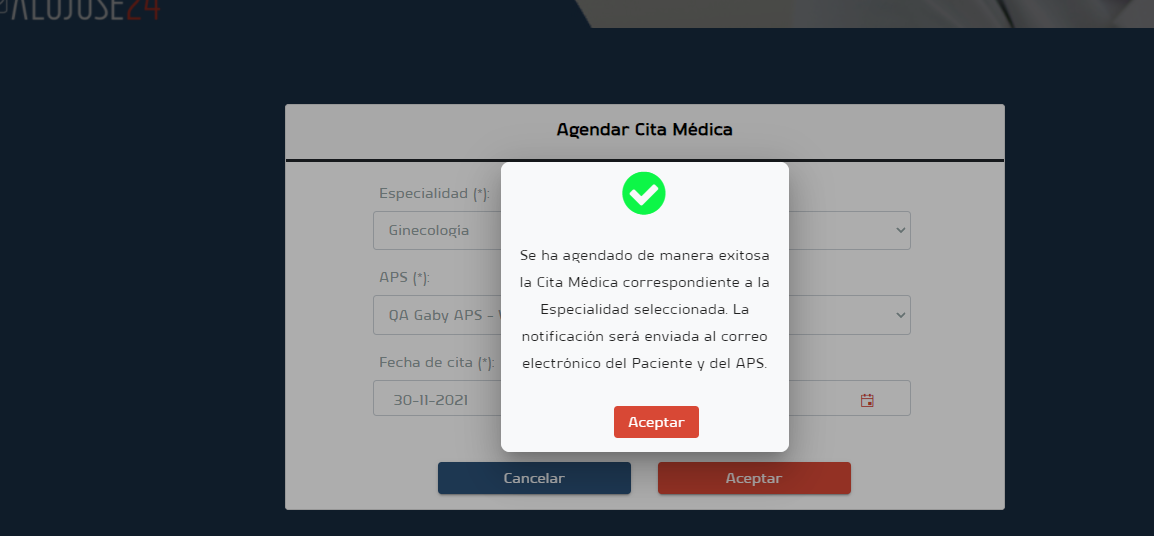 ALOJOSE24
Agendar Cita Médica
Especialidad (*):
Ginecología
APS (*):
QA Gaby APS -
Fecha de cita (*):
30-11-2021
Se ha agendado de manera exitosa
la Cita Médica correspondiente a la
Especialidad seleccionada. La
notificación será enviada al correo
electrónico del Paciente y del APS.
Aceptar
Cancelar
Aceptar